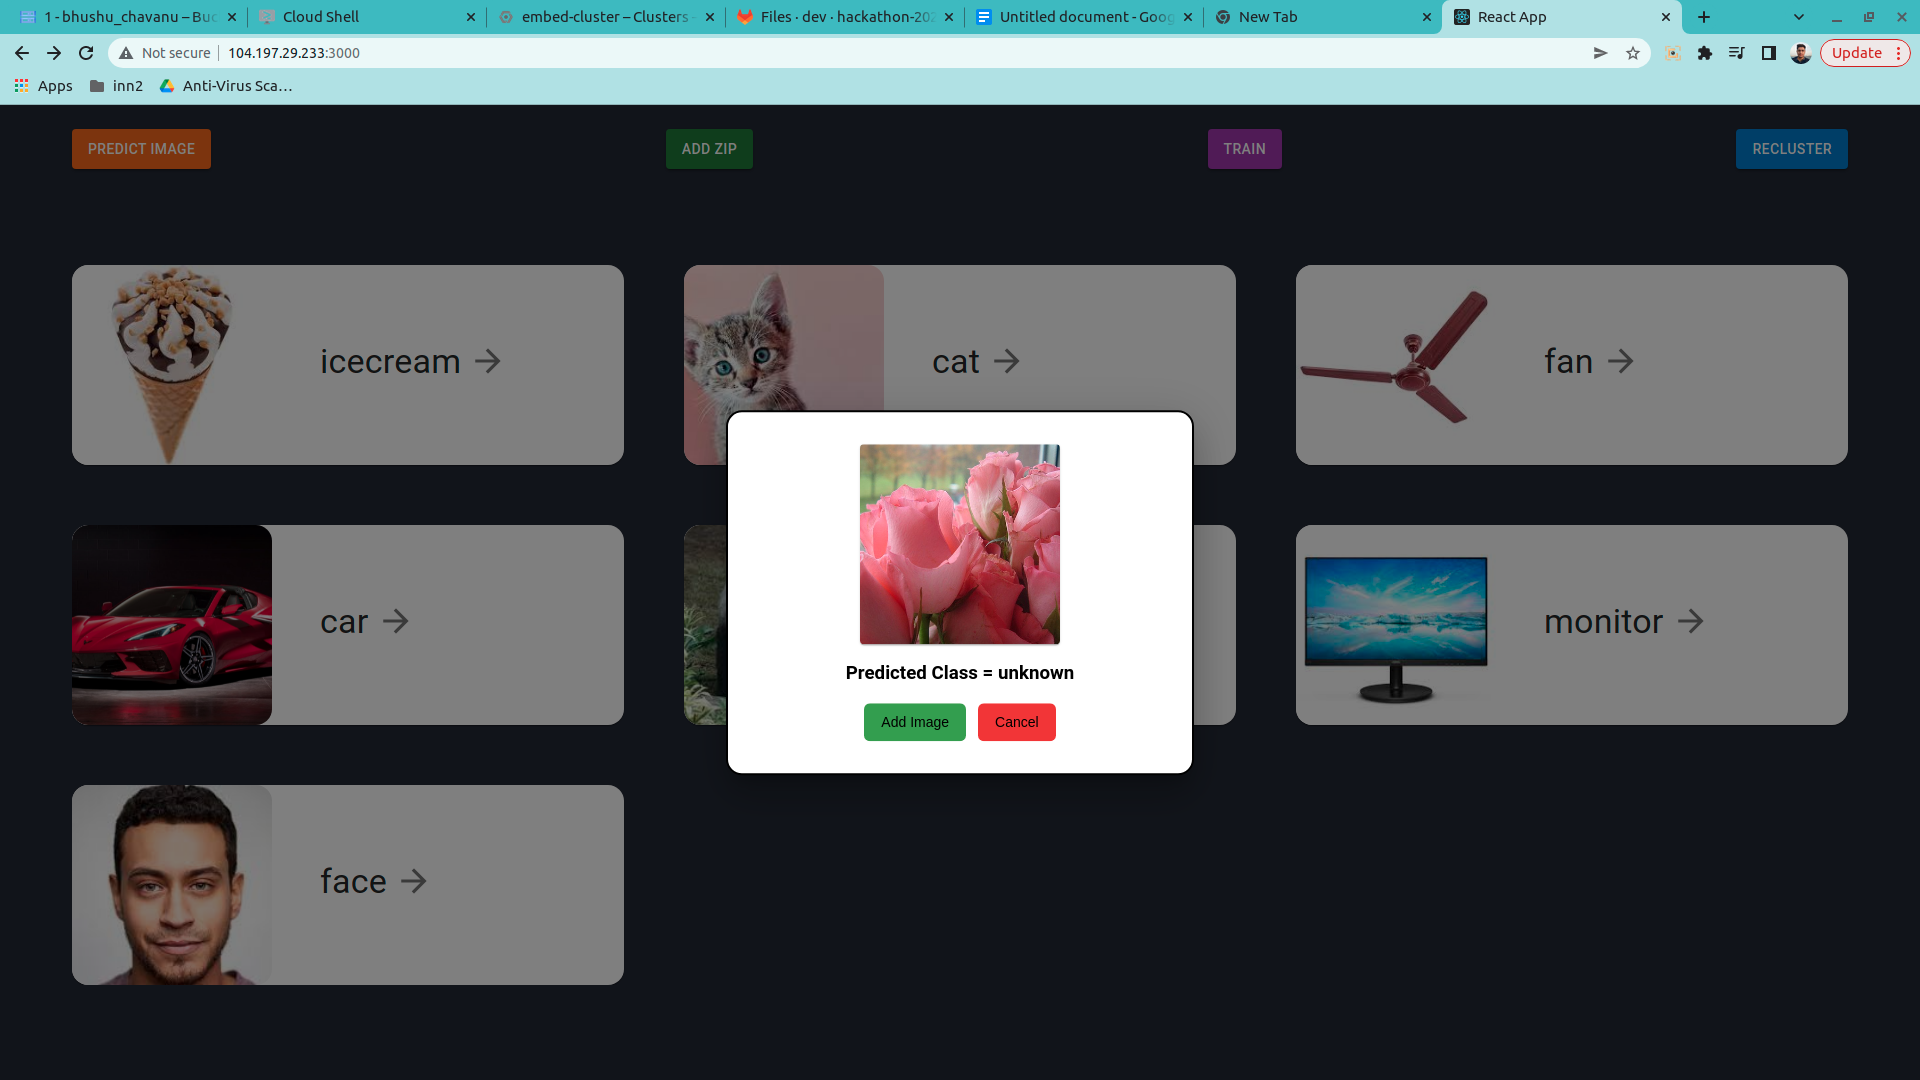 1 - bhushu_chavanu – Buc
Cloud Shell
embed-cluster – Clusters -
Files · dev · hackathon-202
Untitled document - Goog
New Tab
React App
Not secure
104.197.29.233:3000
Update
Apps
inn2
Anti-Virus Sca…
PREDICT IMAGE
ADD ZIP
TRAIN
RECLUSTER
icecream
cat
fan
car
monitor
Predicted Class = unknown
Add Image
Cancel
face